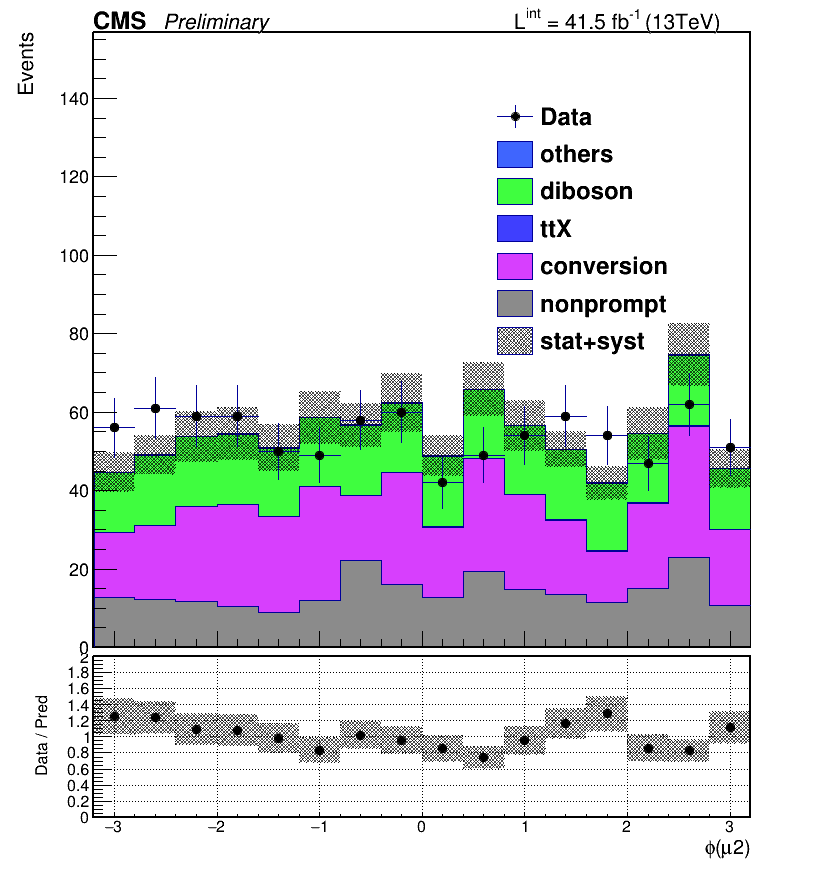 CMS Preliminary L^int = 41.5 fb^-1 (13TeV)
Events
140
120
100
80
60
40
20
0
Data
others
diboson
ttX
conversion
nonprompt
stat+syst
Data / Pred
2
1.8
1.6
1.4
1.2
1
0.8
0.6
0.4
0.2
0
−3 −2 −1 0 1 2 3
ϕ(μ2)